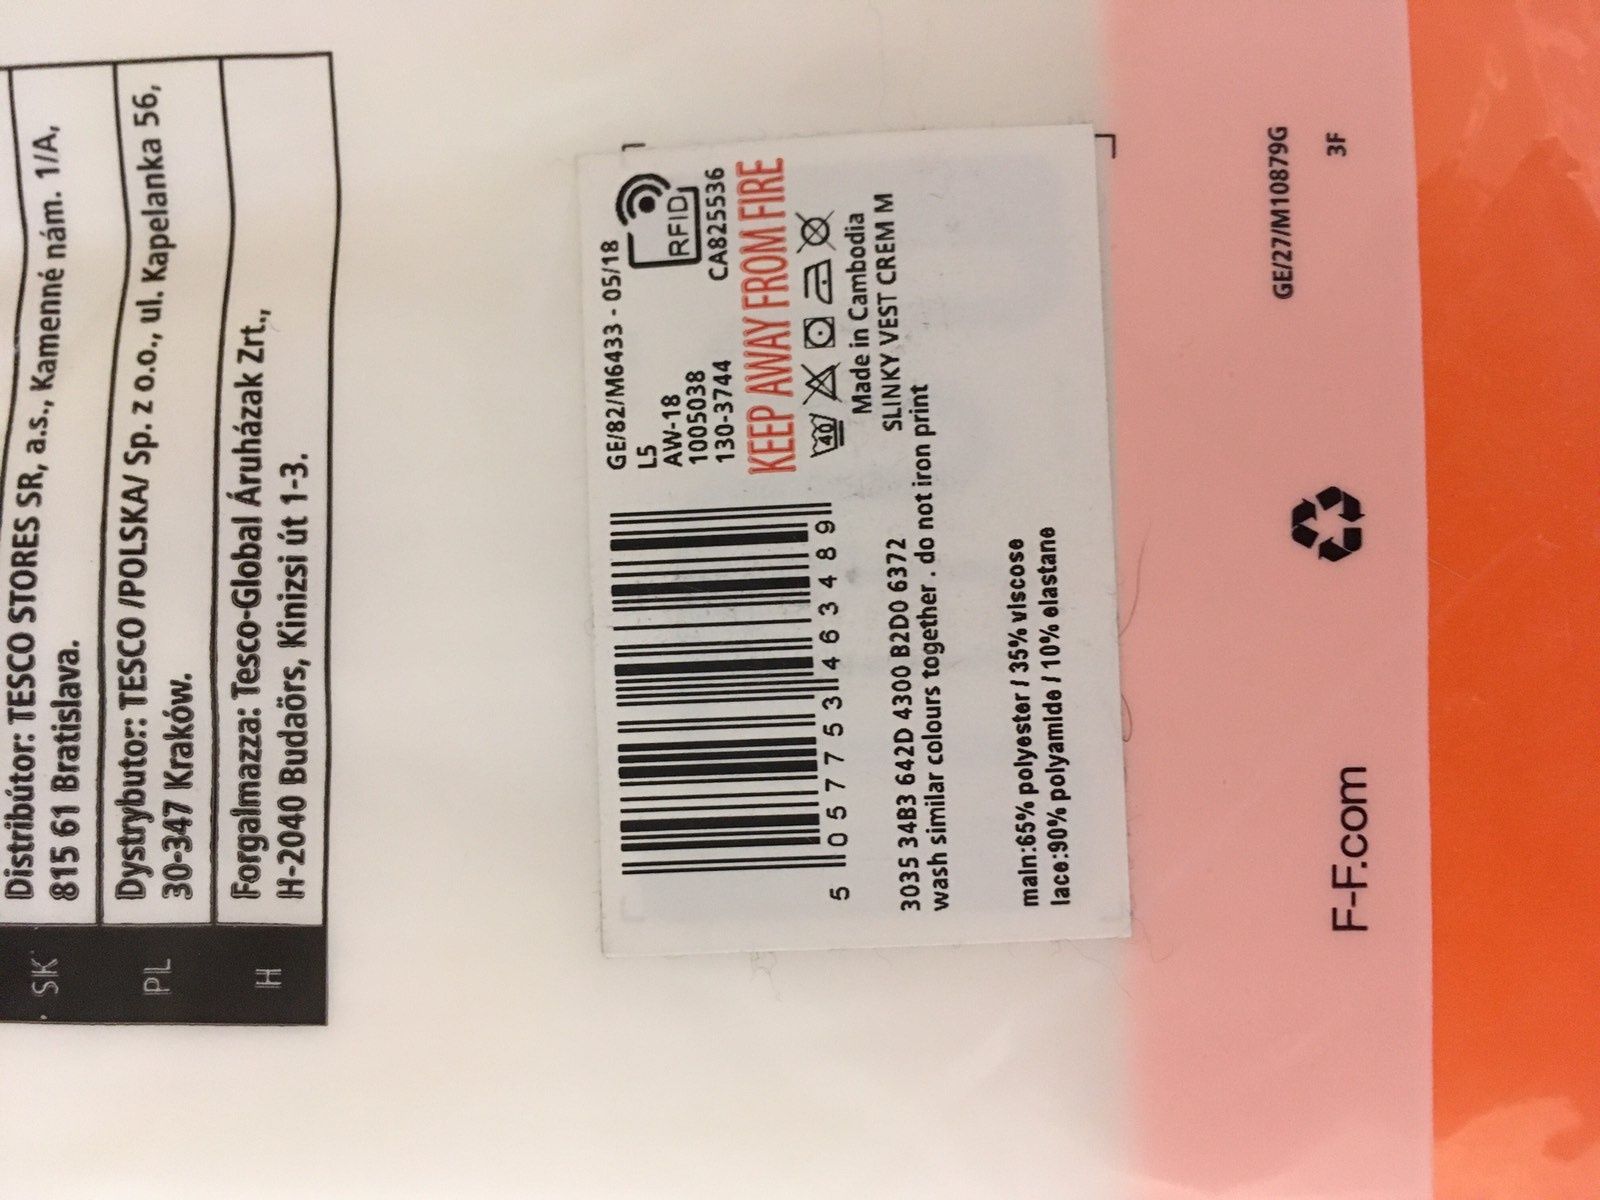 SK
Distribútor: TESCO STORES SR, a.s., Kamenné nám. 1/A,
815 61 Bratislava.
PL
Dystrybutor: TESCO /POLSKA/ Sp. z o.o., ul. Kapelanka 56,
30-347 Kraków.
H
Forgalmazza: Tesco-Global Áruházak Zrt.,
H-2040 Budaörs, Kinizsi út 1-3.
GE/82/M6433 - 05/18
L5
AW-18
1005038
130-3744
RFID
CA825536
KEEP AWAY FROM FIRE
40
Made in Cambodia
SLINKY VEST CREM M
5 057753 463489
3035 34B3 642D 4300 B2D0 6372
wash similar colours together . do not iron print
main:65% polyester / 35% viscose
lace:90% polyamide / 10% elastane
GE/27/M10879G
3F
F-F.com